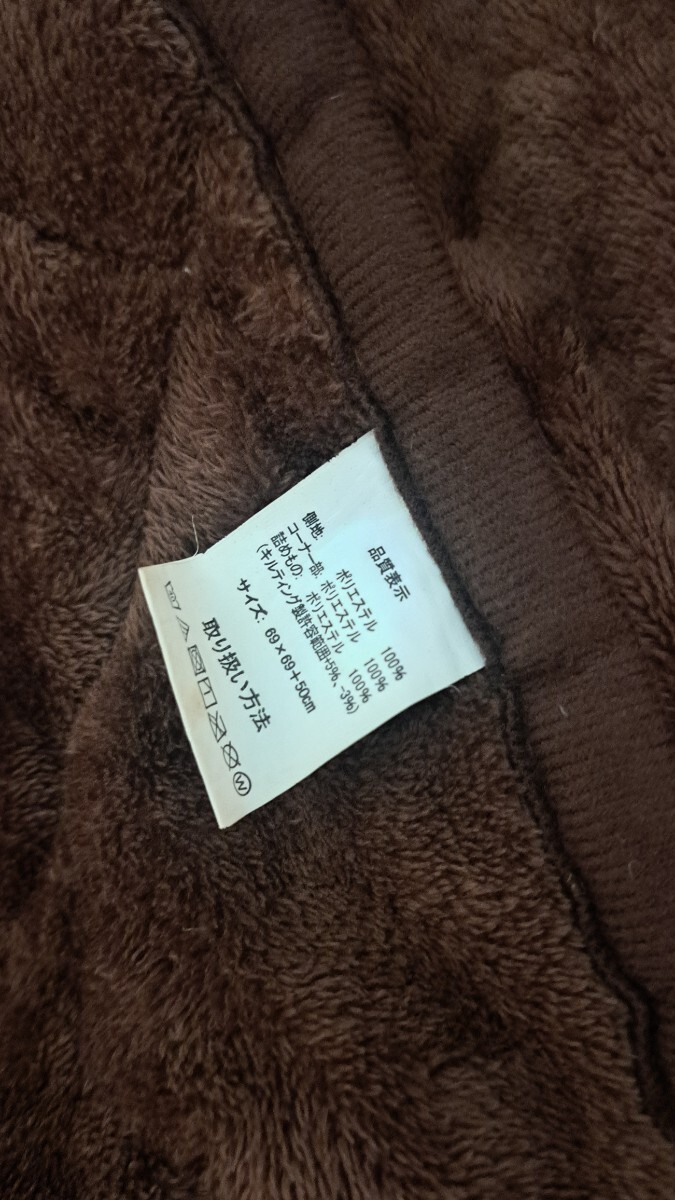 品質表示
側地: ポリエステル 100%
コーナー部: ポリエステル 100%
詰めもの: ポリエステル 100%
(キルティング製許容範囲+5%、-3%)
サイズ: 69×69+50cm
取り扱い方法
W